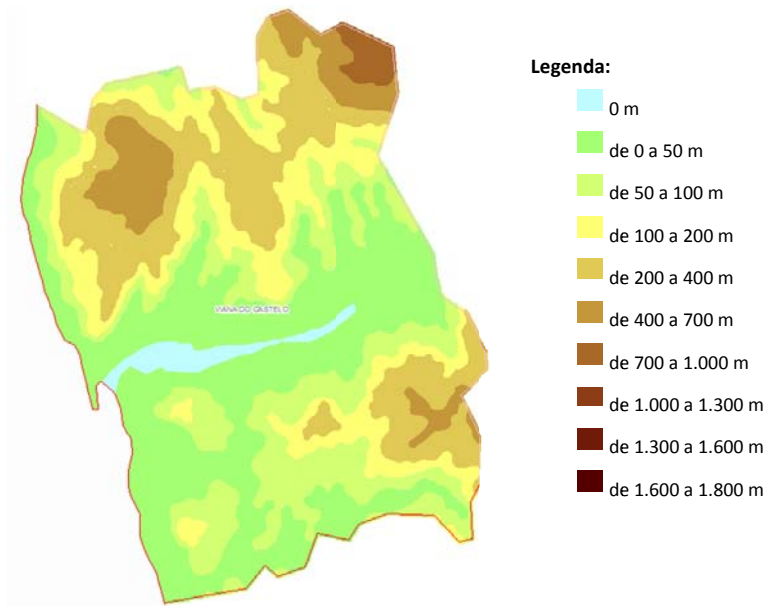 Legenda:
0 m
de 0 a 50 m
de 50 a 100 m
de 100 a 200 m
de 200 a 400 m
de 400 a 700 m
de 700 a 1.000 m
de 1.000 a 1.300 m
de 1.300 a 1.600 m
de 1.600 a 1.800 m
VIANA DO CASTELO